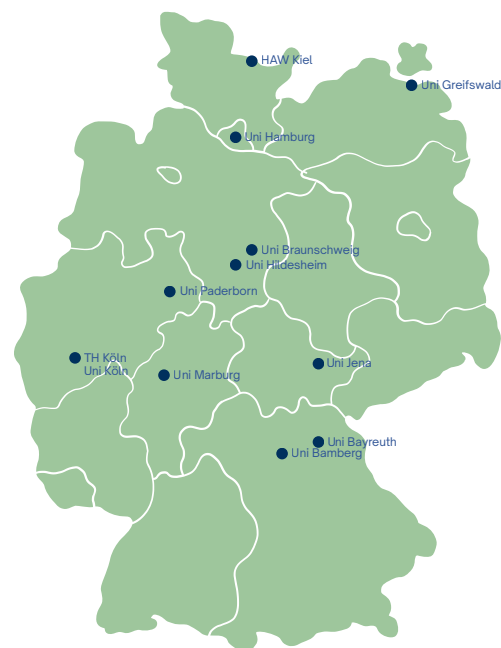 HAW Kiel
Uni Greifswald
Uni Hamburg
Uni Braunschweig
Uni Hildesheim
Uni Paderborn
TH Köln
Uni Köln
Uni Jena
Uni Marburg
Uni Bayreuth
Uni Bamberg